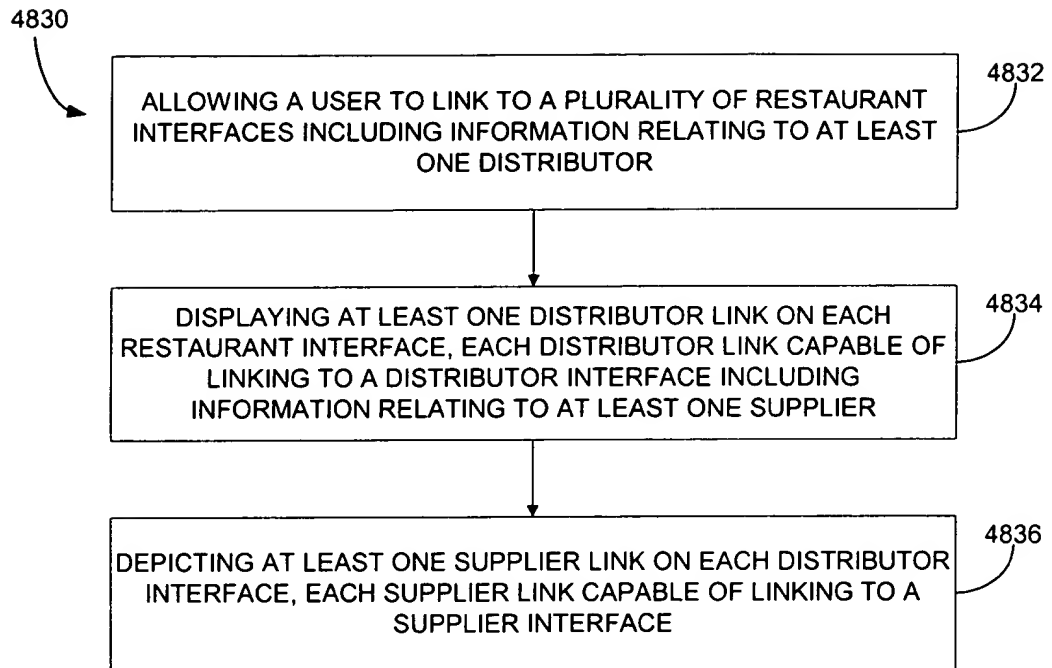 4830
4832
ALLOWING A USER TO LINK TO A PLURALITY OF RESTAURANT
INTERFACES INCLUDING INFORMATION RELATING TO AT LEAST
ONE DISTRIBUTOR
4834
DISPLAYING AT LEAST ONE DISTRIBUTOR LINK ON EACH
RESTAURANT INTERFACE, EACH DISTRIBUTOR LINK CAPABLE OF
LINKING TO A DISTRIBUTOR INTERFACE INCLUDING
INFORMATION RELATING TO AT LEAST ONE SUPPLIER
4836
DEPICTING AT LEAST ONE SUPPLIER LINK ON EACH DISTRIBUTOR
INTERFACE, EACH SUPPLIER LINK CAPABLE OF LINKING TO A
SUPPLIER INTERFACE